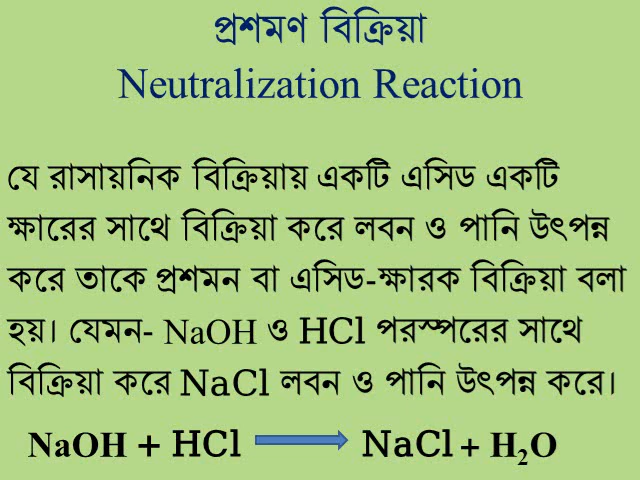 প্রশমণ বিক্রিয়া
Neutralization Reaction
যে রাসায়নিক বিক্রিয়ায় একটি এসিড একটি
ক্ষারের সাথে বিক্রিয়া করে লবন ও পানি উৎপন্ন
করে তাকে প্রশমন বা এসিড-ক্ষারক বিক্রিয়া বলা
হয়। যেমন- NaOH ও HCl পরস্পরের সাথে
বিক্রিয়া করে NaCl লবন ও পানি উৎপন্ন করে।
NaOH + HCl ⟶ NaCl + H₂O